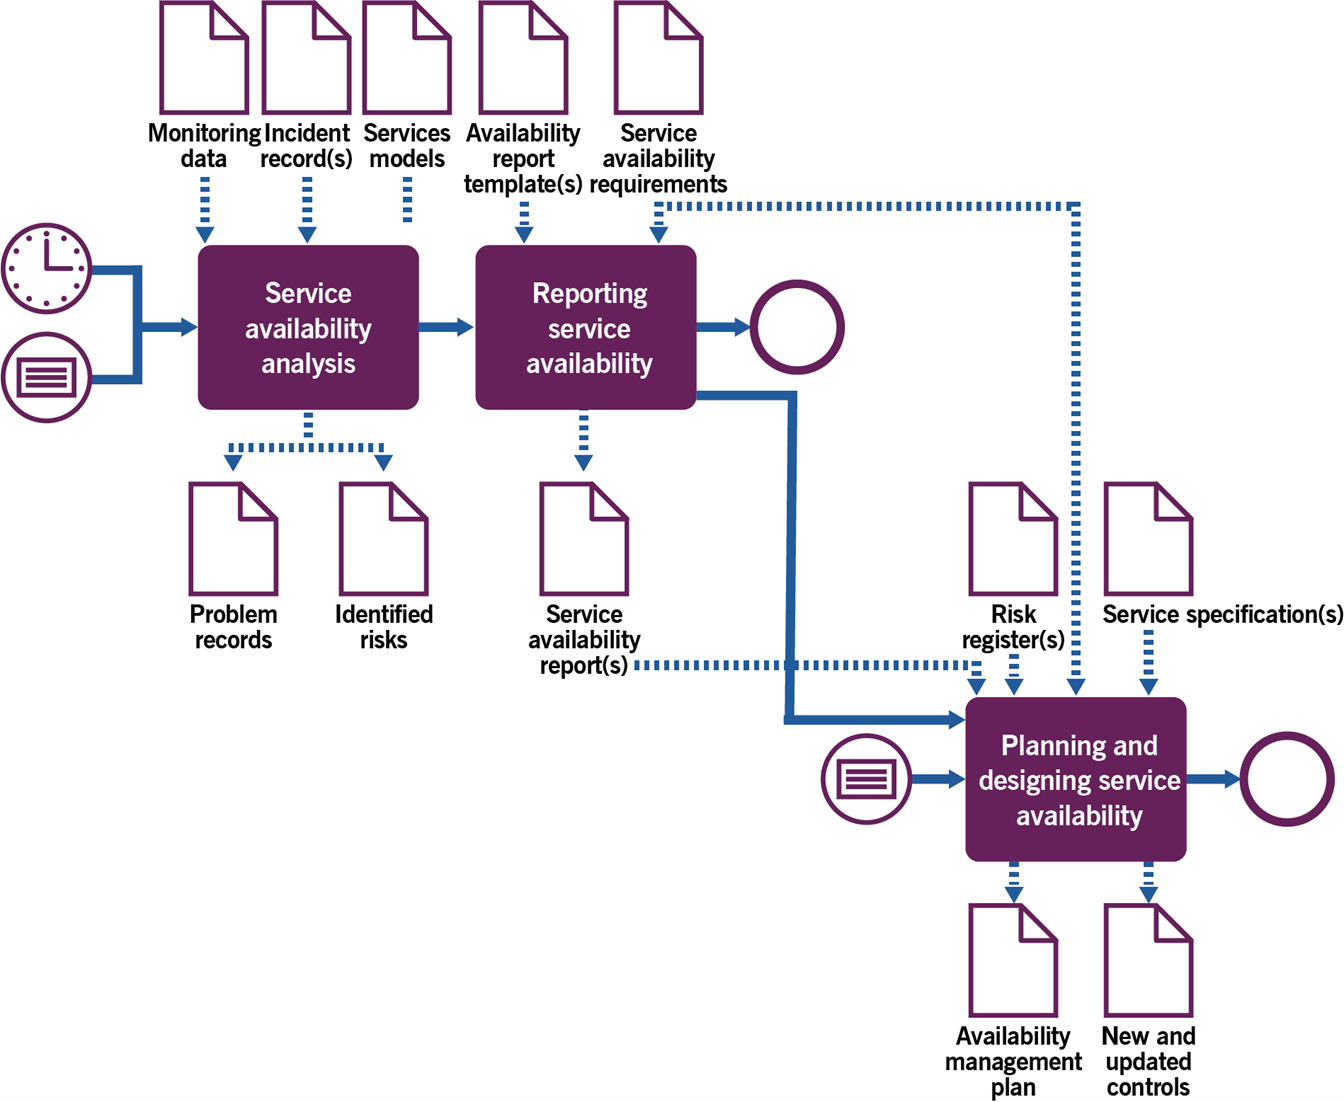 Monitoring
data
Incident
record(s)
Services
models
Availability
report
template(s)
Service
availability
requirements
Service
availability
analysis
Reporting
service
availability
Problem
records
Identified
risks
Service
availability
report(s)
Risk
register(s)
Service specification(s)
Planning and
designing service
availability
Availability
management
plan
New and
updated
controls